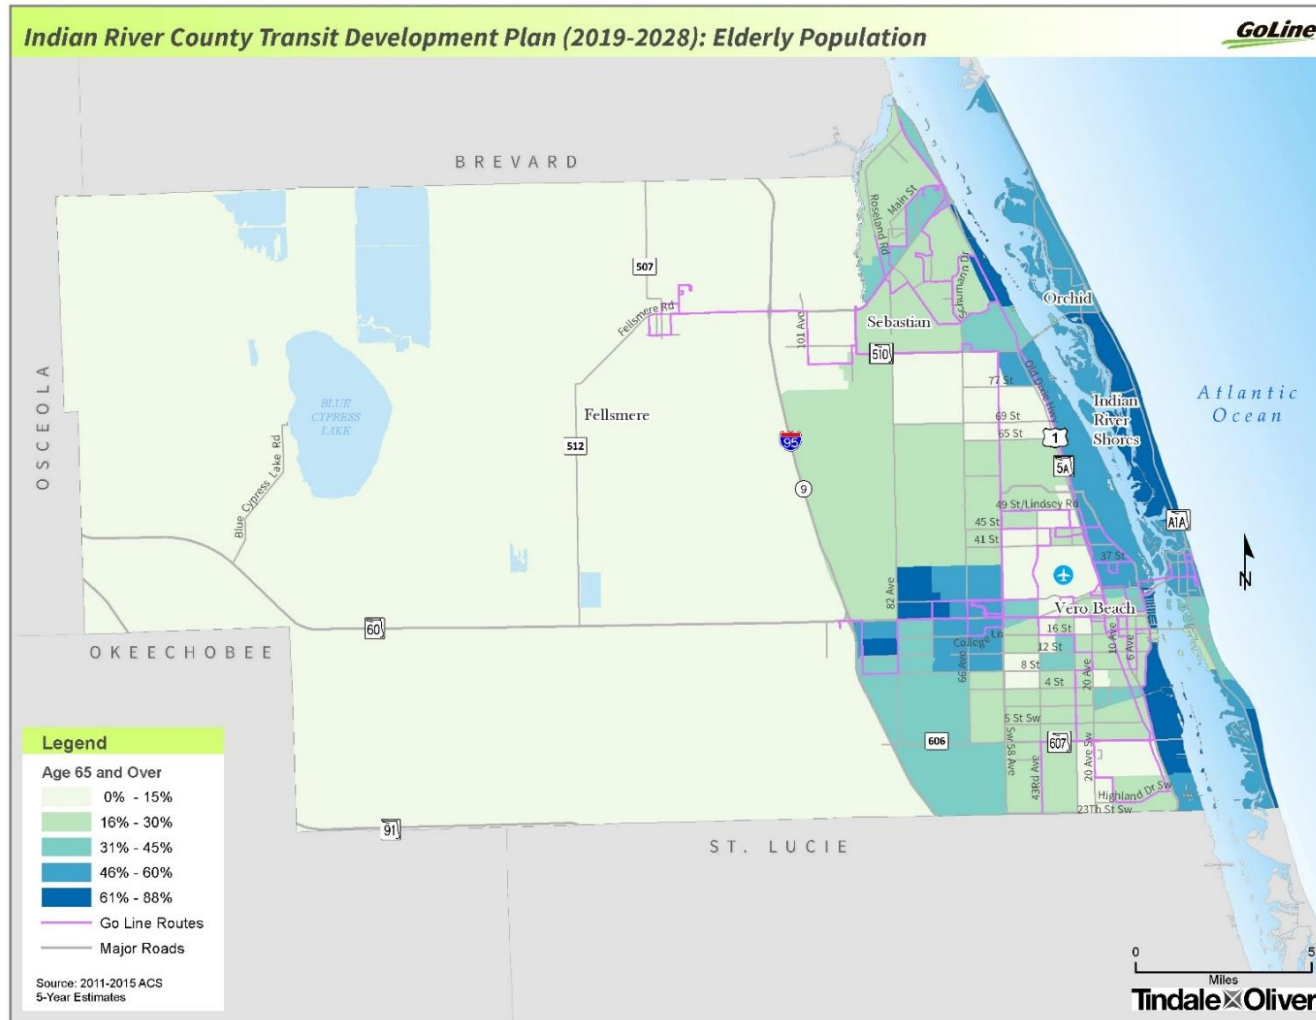 Indian River County Transit Development Plan (2019-2028): Elderly Population
GoLine
BREVARD
OSCEOLA
OKEECHOBEE
ST. LUCIE
Atlantic
Ocean
BLUE
CYPRESS
LAKE
Blue Cypress Lake Rd
Fellsmere Rd
Fellsmere
507
512
60
91
95
9
101 Ave
510
Sebastian
Roseland Rd
Main St
Schumann Dr
Orchid
Indian
River
Shores
Old Dixie Hwy
77 St
69 St
65 St
1
5A
A1A
49 St/Lindsey Rd
45 St
41 St
37 St
82 Ave
Vero Beach
16 St
College Ln
12 St
66 Ave
8 St
4 St
20 Ave
10 Ave
6 Ave
5 St Sw
606
607
Sw 58 Ave
43Rd Ave
20 Ave Sw
Highland Dr Sw
23Th St Sw
N
Legend
Age 65 and Over
0% - 15%
16% - 30%
31% - 45%
46% - 60%
61% - 88%
Go Line Routes
Major Roads
Source: 2011-2015 ACS
5-Year Estimates
0 5
Miles
Tindale Oliver